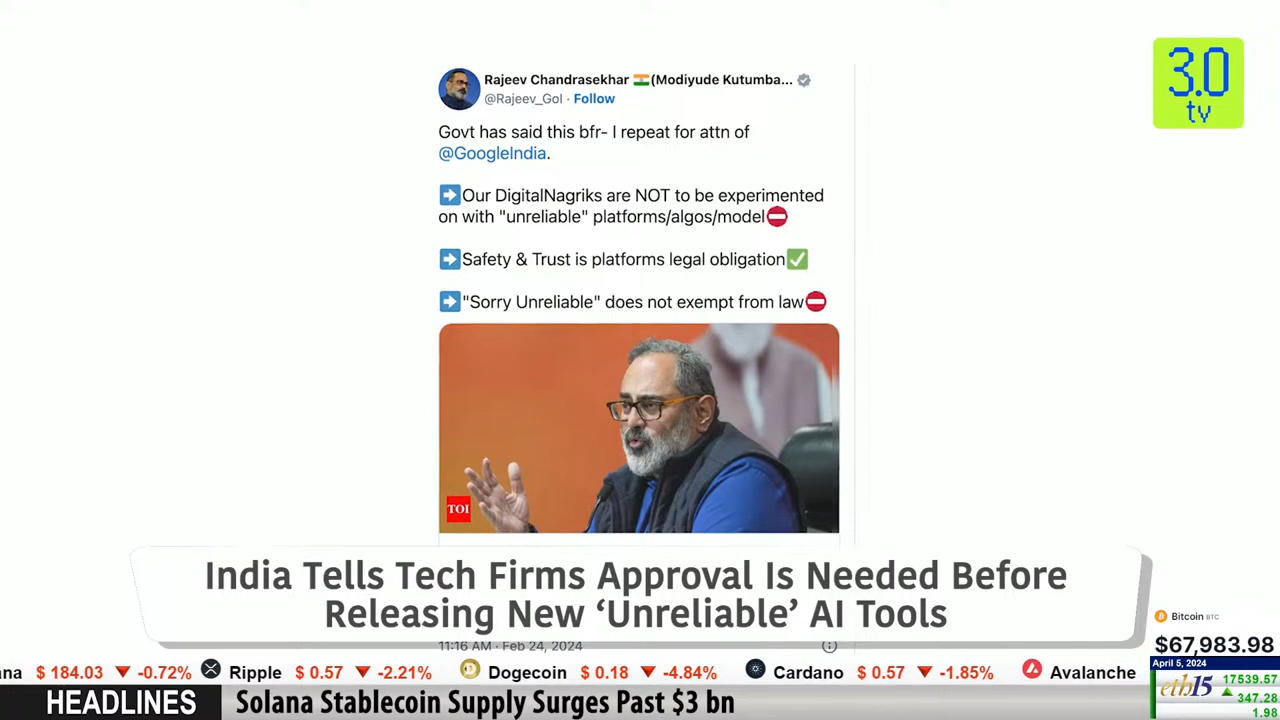 3.0
tv
Rajeev Chandrasekhar 🇮🇳(Modiyude Kutumba...
@Rajeev_GoI · Follow
Govt has said this bfr- I repeat for attn of
@GoogleIndia.
➡️Our DigitalNagriks are NOT to be experimented
on with "unreliable" platforms/algos/model⛔
➡️Safety & Trust is platforms legal obligation✅
➡️"Sorry Unreliable" does not exempt from law⛔
TOI
India Tells Tech Firms Approval Is Needed Before
Releasing New ‘Unreliable’ AI Tools
11:16 AM · Feb 24, 2024
Bitcoin BTC
$67,983.98
ana $ 184.03 ▼ -0.72% Ripple $ 0.57 ▼ -2.21% Dogecoin $ 0.18 ▼ -4.84% Cardano $ 0.57 ▼ -1.85% Avalanche
April 5, 2024
eth15 17539.57
▲ 347.28
1.98
HEADLINES Solana Stablecoin Supply Surges Past $3 bn